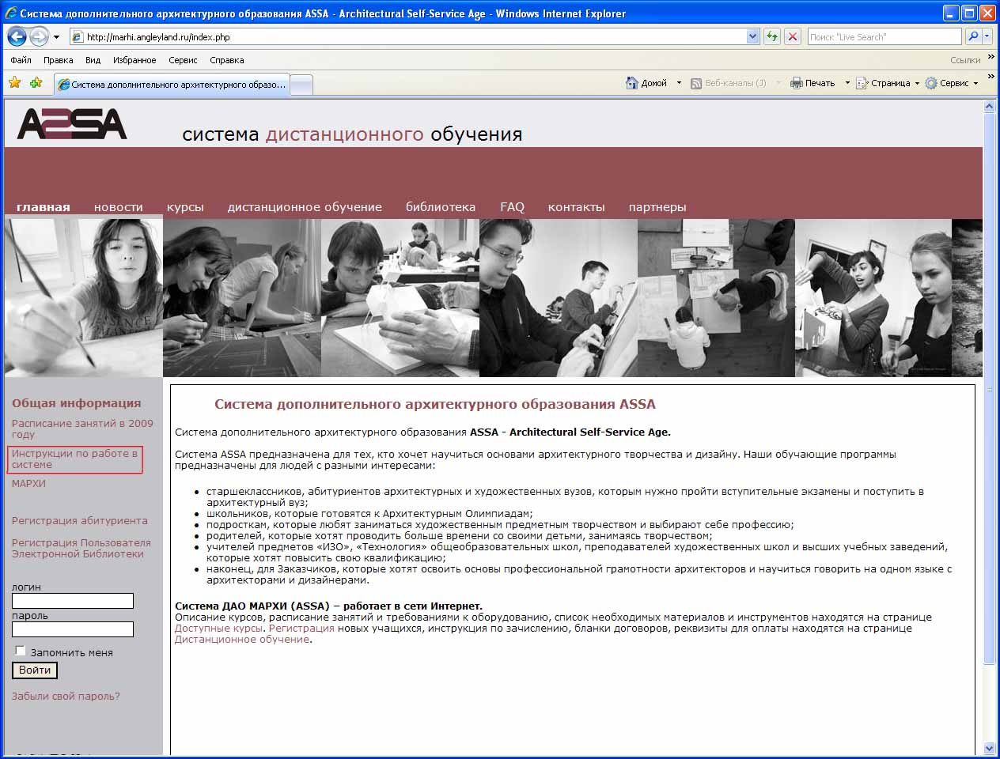 Система дополнительного архитектурного образования ASSA - Architectural Self-Service Age - Windows Internet Explorer
http://marhi.angleyland.ru/index.php
Поиск "Live Search"
Файл Правка Вид Избранное Сервис Справка
Ссылки »
Система дополнительного архитектурного образо...
Домой Веб-каналы (J) Печать Страница Сервис »
ASSA
система дистанционного обучения
главная новости курсы дистанционное обучение библиотека FAQ контакты партнеры
Общая информация
Расписание занятий в 2009
году
Инструкции по работе в
системе
МАРХИ
Регистрация абитуриента
Регистрация Пользователя
Электронной Библиотеки
логин
пароль
Запомнить меня
Войти
Забыли свой пароль?
Система дополнительного архитектурного образования ASSA
Система дополнительного архитектурного образования ASSA - Architectural Self-Service Age.
Система ASSA предназначена для тех, кто хочет научиться основами архитектурного творчества и дизайну. Наши обучающие программы
предназначены для людей с разными интересами:
• старшеклассников, абитуриентов архитектурных и художественных вузов, которым нужно пройти вступительные экзамены и поступить в
архитектурный вуз;
• школьников, которые готовятся к Архитектурным Олимпиадам;
• подросткам, которые любят заниматься художественным предметным творчеством и выбирают себе профессию;
• родителей, которые хотят проводить больше времени со своими детьми, занимаясь творчеством;
• учителей предметов «ИЗО», «Технология» общеобразовательных школ, преподавателей художественных школ и высших учебных заведений,
которые хотят повысить свою квалификацию;
• наконец, для Заказчиков, которые хотят освоить основы профессиональной грамотности архитекторов и научиться говорить на одном языке с
архитекторами и дизайнерами.
Система ДАО МАРХИ (ASSA) – работает в сети Интернет.
Описание курсов, расписание занятий и требованиями к оборудованию, список необходимых материалов и инструментов находятся на странице
Доступные курсы. Регистрация новых учащихся, инструкция по зачислению, бланки договоров, реквизиты для оплаты находятся на странице
Дистанционное обучение.